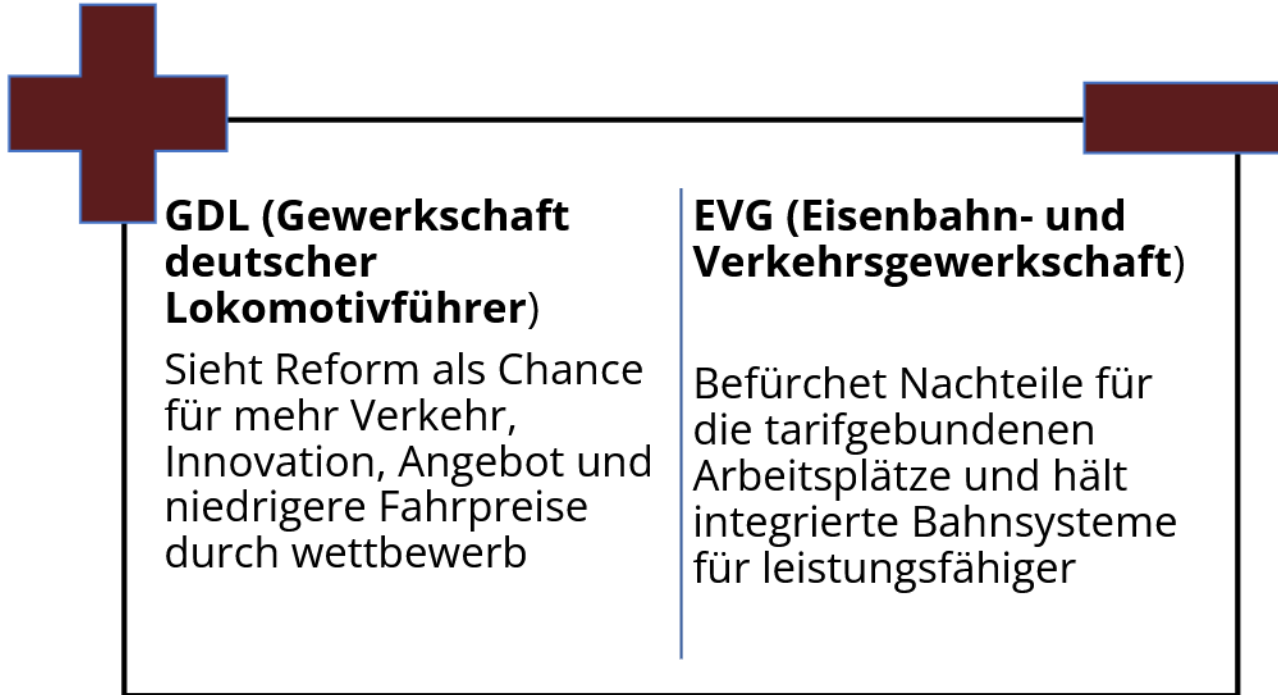 GDL (Gewerkschaft
deutscher
Lokomotivführer)
Sieht Reform als Chance
für mehr Verkehr,
Innovation, Angebot und
niedrigere Fahrpreise
durch wettbewerb
EVG (Eisenbahn- und
Verkehrsgewerkschaft)
Befürchet Nachteile für
die tarifgebundenen
Arbeitsplätze und hält
integrierte Bahnsysteme
für leistungsfähiger